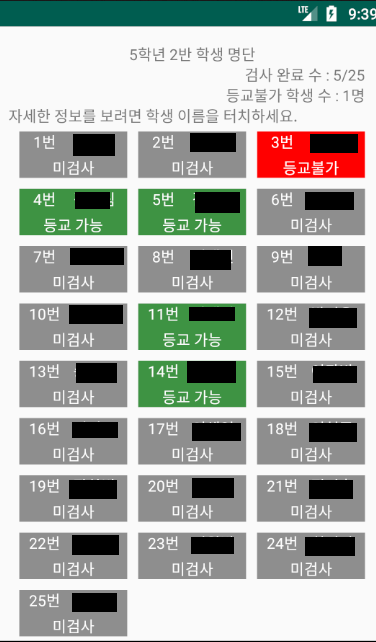 LTE 9:39
5학년 2반 학생 명단
검사 완료 수 : 5/25
등교불가 학생 수 : 1명
자세한 정보를 보려면 학생 이름을 터치하세요.
1번 2번 3번
미검사 미검사 등교불가
4번 5번 6번
등교 가능 등교 가능 미검사
7번 8번 9번
미검사 미검사 미검사
10번 11번 12번
미검사 등교 가능 미검사
13번 14번 15번
미검사 등교 가능 미검사
16번 17번 18번
미검사 미검사 미검사
19번 20번 21번
미검사 미검사 미검사
22번 23번 24번
미검사 미검사 미검사
25번
미검사